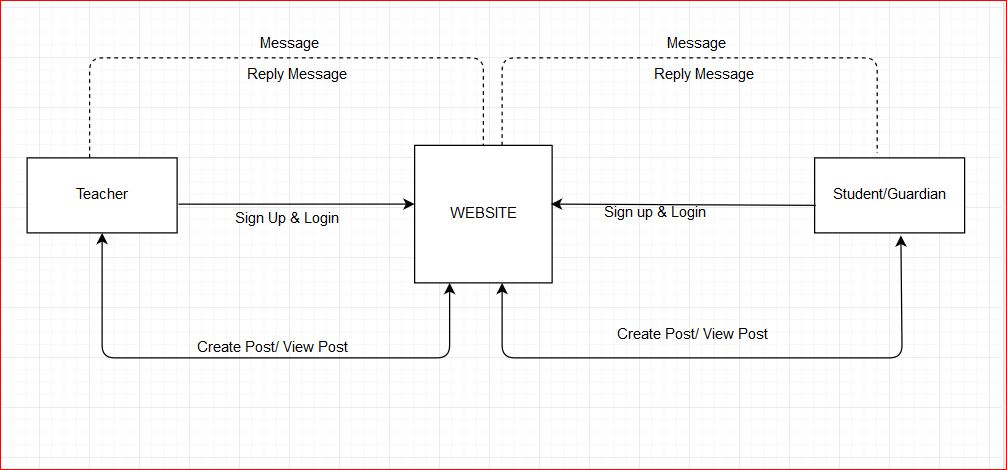 Message
Message
Reply Message
Reply Message
Teacher
WEBSITE
Student/Guardian
Sign Up & Login
Sign up & Login
Create Post/ View Post
Create Post/ View Post